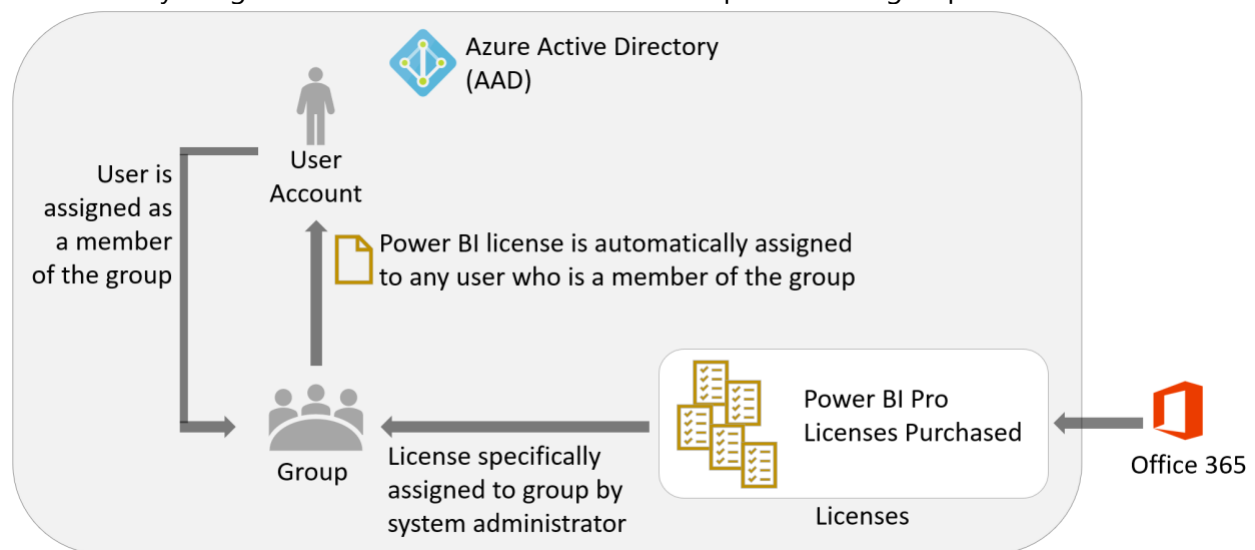 Azure Active Directory
(AAD)
User
Account
User is
assigned as
a member
of the group
Power BI license is automatically assigned
to any user who is a member of the group
Group
License specifically
assigned to group by
system administrator
Power BI Pro
Licenses Purchased
Licenses
Office 365